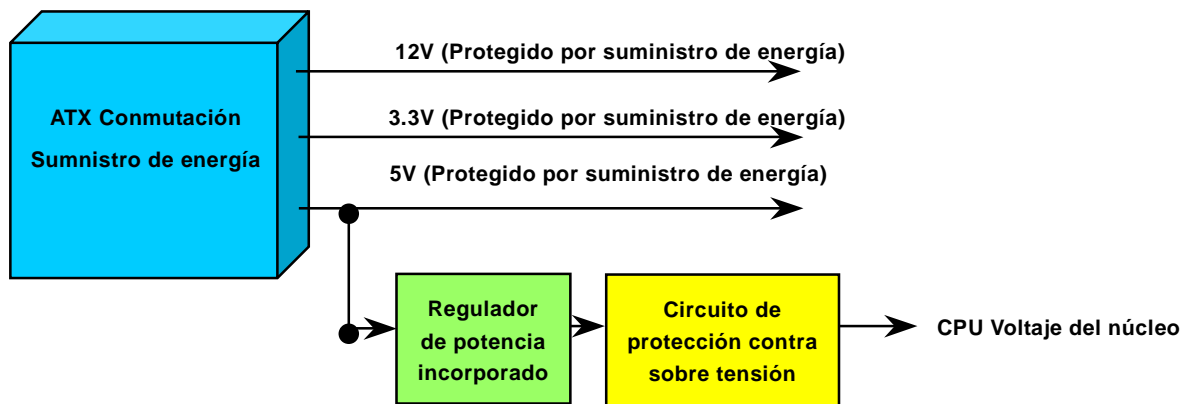 12V (Protegido por suministro de energía)
ATX Conmutación
Sumnistro de energía
3.3V (Protegido por suministro de energía)
5V (Protegido por suministro de energía)
Regulador
de potencia
incorporado
Circuito de
protección contra
sobre tensión
CPU Voltaje del núcleo